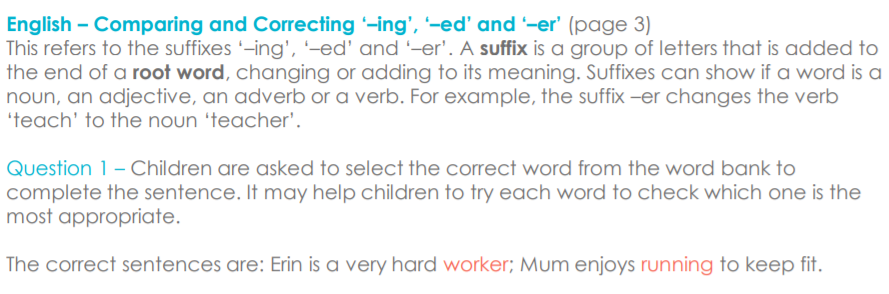 English – Comparing and Correcting ‘–ing’, ‘–ed’ and ‘–er’ (page 3)
This refers to the suffixes ‘–ing’, ‘–ed’ and ‘–er’. A suffix is a group of letters that is added to
the end of a root word, changing or adding to its meaning. Suffixes can show if a word is a
noun, an adjective, an adverb or a verb. For example, the suffix –er changes the verb
‘teach’ to the noun ‘teacher’.
Question 1 – Children are asked to select the correct word from the word bank to
complete the sentence. It may help children to try each word to check which one is the
most appropriate.
The correct sentences are: Erin is a very hard worker; Mum enjoys running to keep fit.